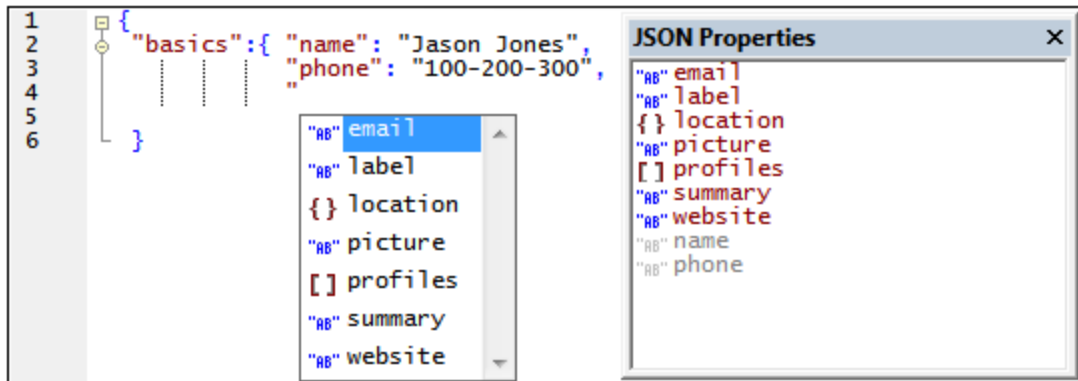 1 {
2 "basics":{ "name": "Jason Jones",
3 "phone": "100-200-300",
4 "
5
6 }
"AB" email
"AB" label
{ } location
"AB" picture
[ ] profiles
"AB" summary
"AB" website
JSON Properties ×
"AB" email
"AB" label
{ } location
"AB" picture
[ ] profiles
"AB" summary
"AB" website
"AB" name
"AB" phone